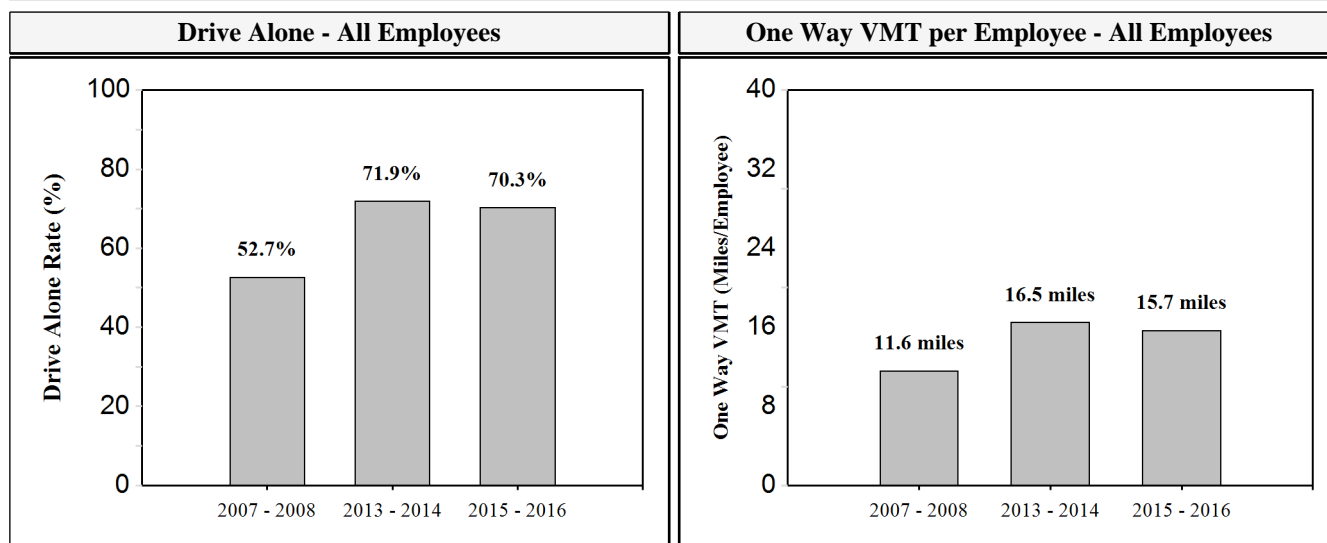 Drive Alone - All Employees
One Way VMT per Employee - All Employees
Drive Alone Rate (%)
100
80
60
40
20
0
52.7%
71.9%
70.3%
2007 - 2008
2013 - 2014
2015 - 2016
One Way VMT (Miles/Employee)
40
32
24
16
8
0
11.6 miles
16.5 miles
15.7 miles
2007 - 2008
2013 - 2014
2015 - 2016